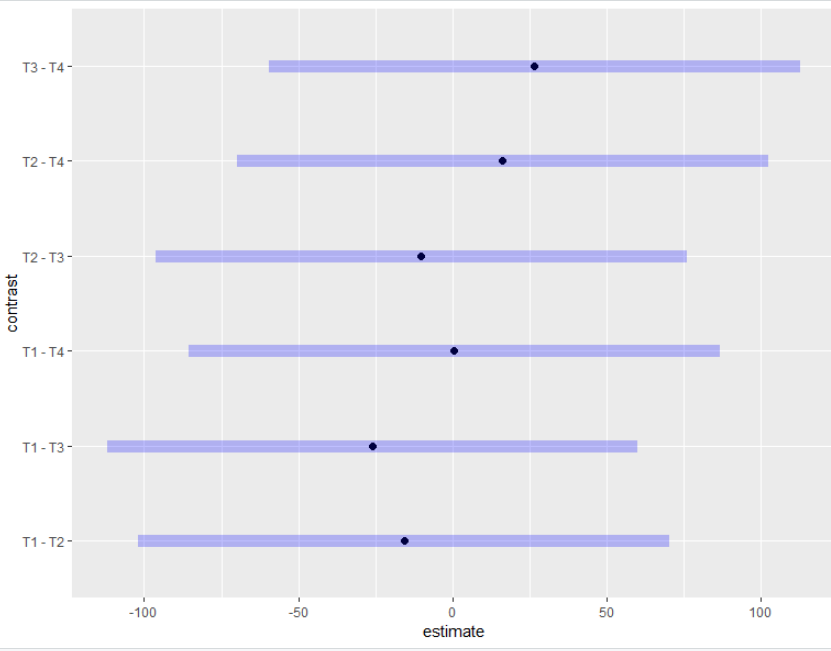 T3 - T4
T2 - T4
T2 - T3
contrast
T1 - T4
T1 - T3
T1 - T2
-100 -50 0 50 100
estimate